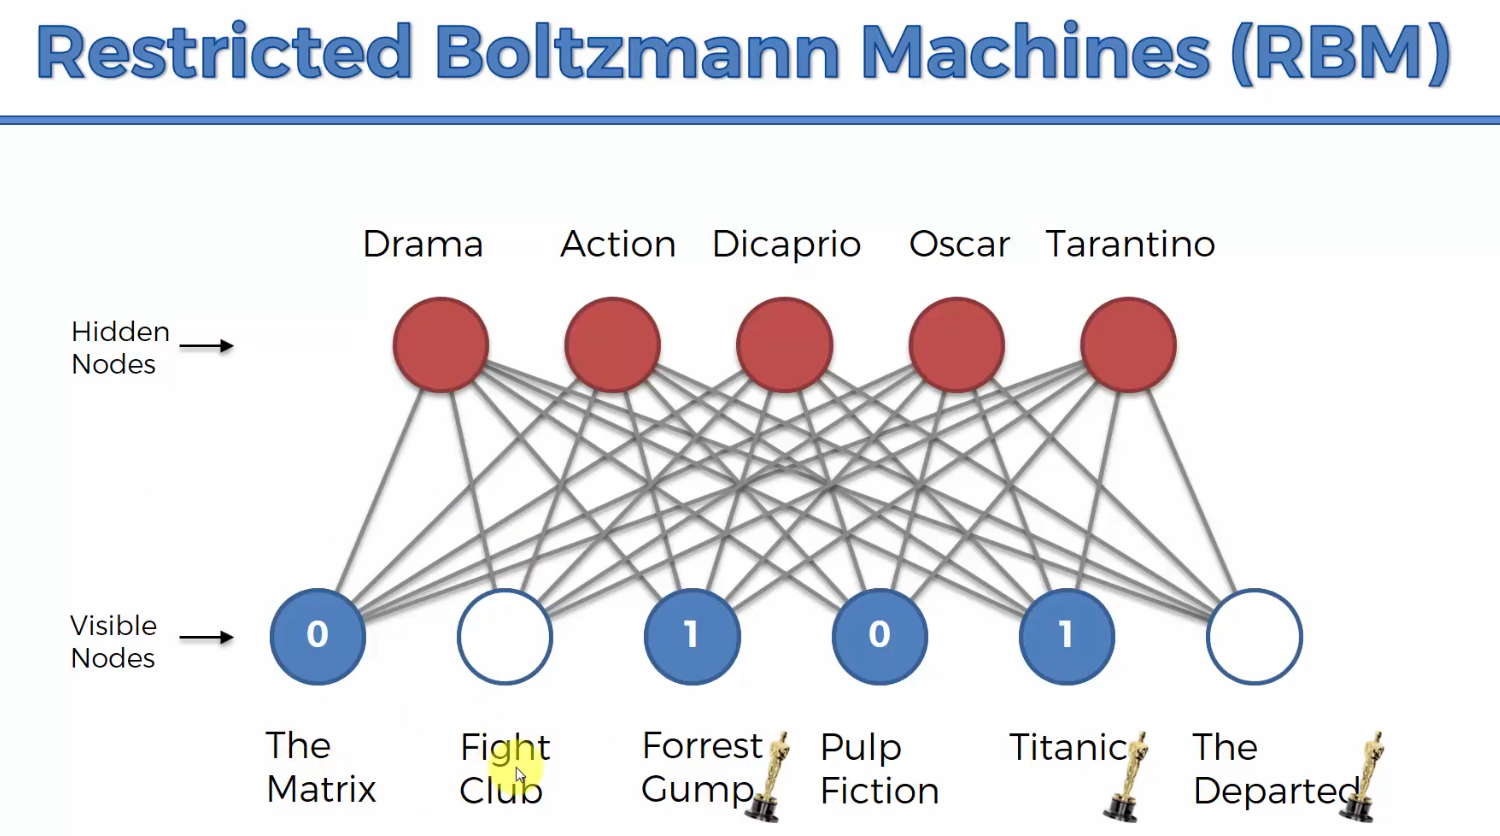 Restricted Boltzmann Machines (RBM)
Drama Action Dicaprio Oscar Tarantino
Hidden
Nodes
Visible
Nodes
0 1 0 1
The
Matrix
Fight
Club
Forrest
Gump
Pulp
Fiction
Titanic
The
Departed